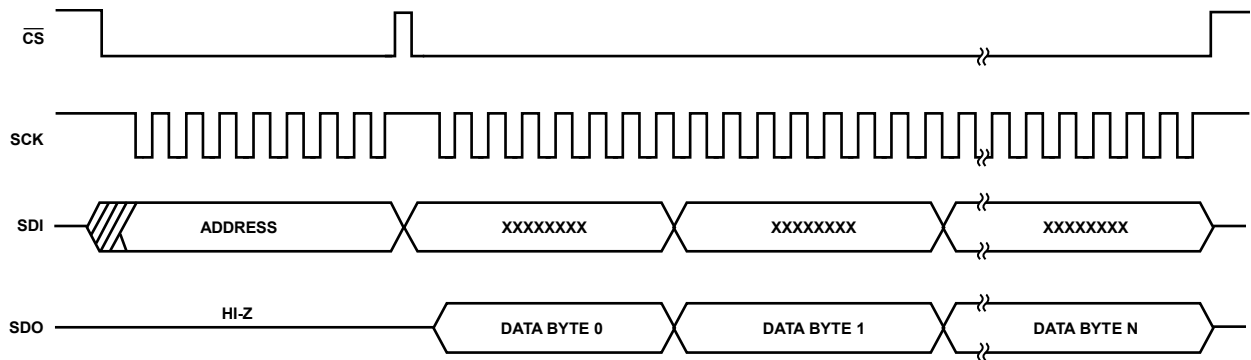 CS
SCK
SDI
ADDRESS XXXXXXXX XXXXXXXX XXXXXXXX
HI-Z
SDO
DATA BYTE 0 DATA BYTE 1 DATA BYTE N